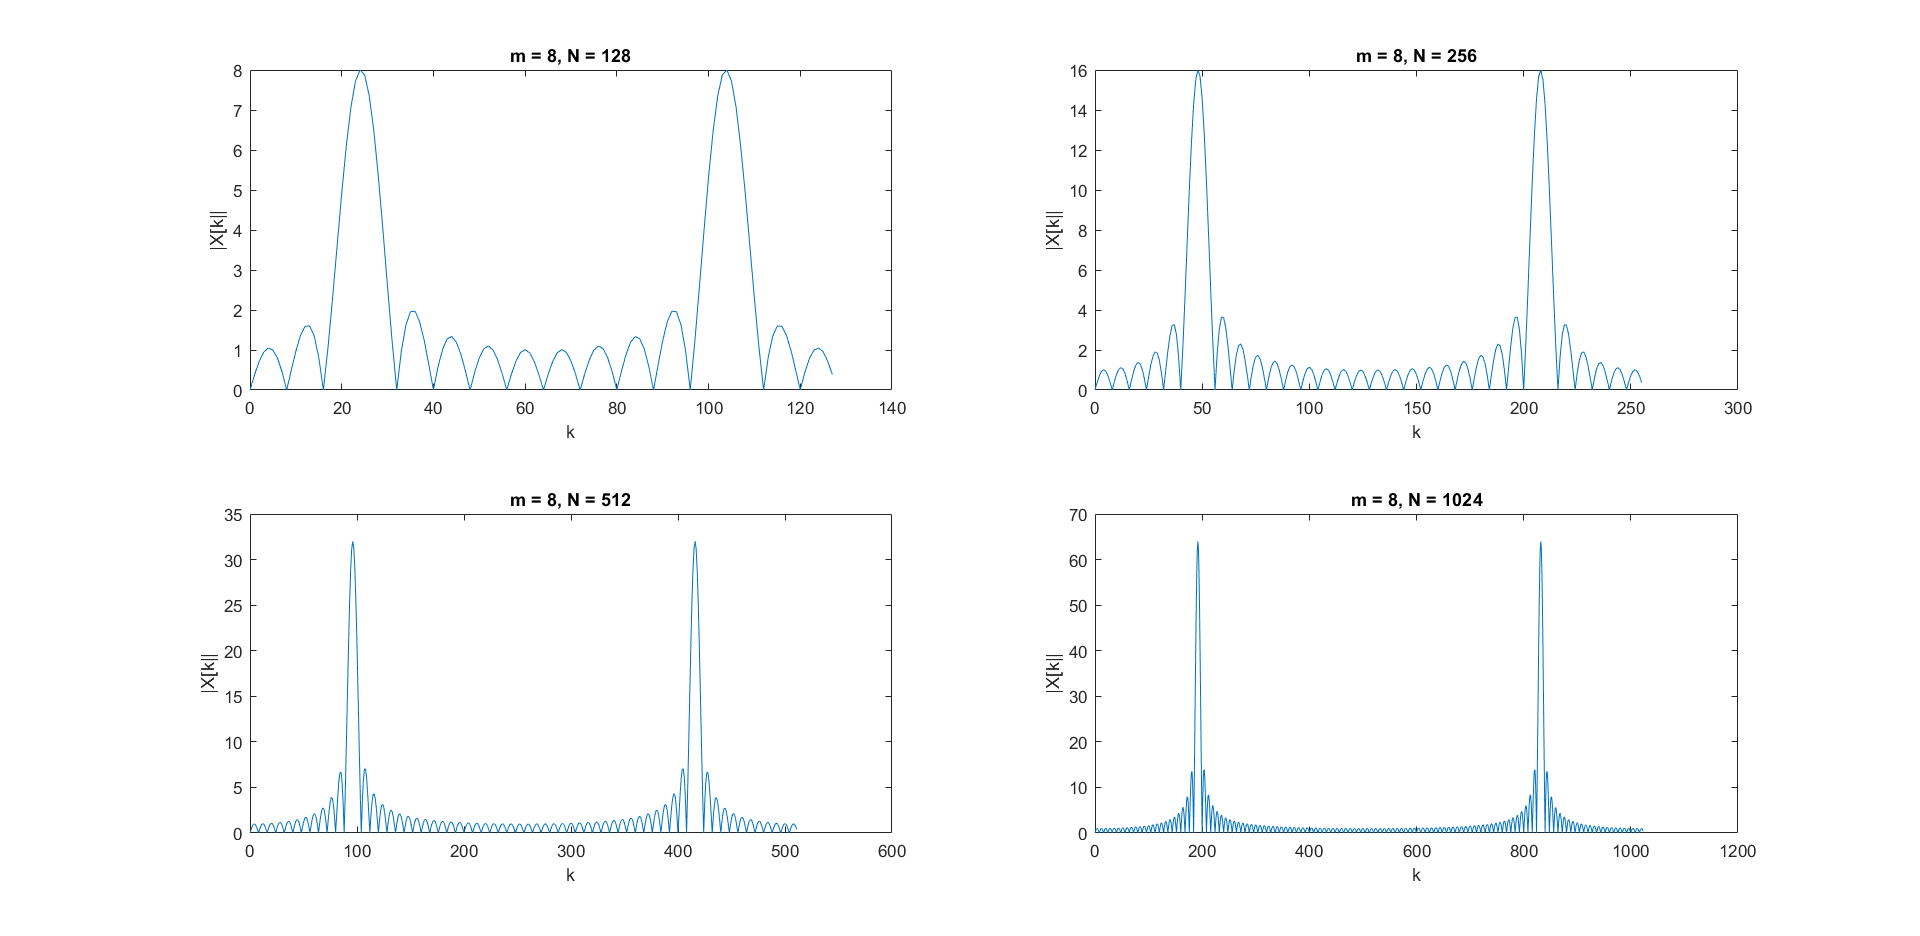 m = 8, N = 128
8
7
6
5
4
3
2
1
0
|X[k||
0 20 40 60 80 100 120 140
k
m = 8, N = 256
16
14
12
10
8
6
4
2
0
|X[k||
0 50 100 150 200 250 300
k
m = 8, N = 512
35
30
25
20
15
10
5
0
|X[k||
0 100 200 300 400 500 600
k
m = 8, N = 1024
70
60
50
40
30
20
10
0
|X[k||
0 200 400 600 800 1000 1200
k